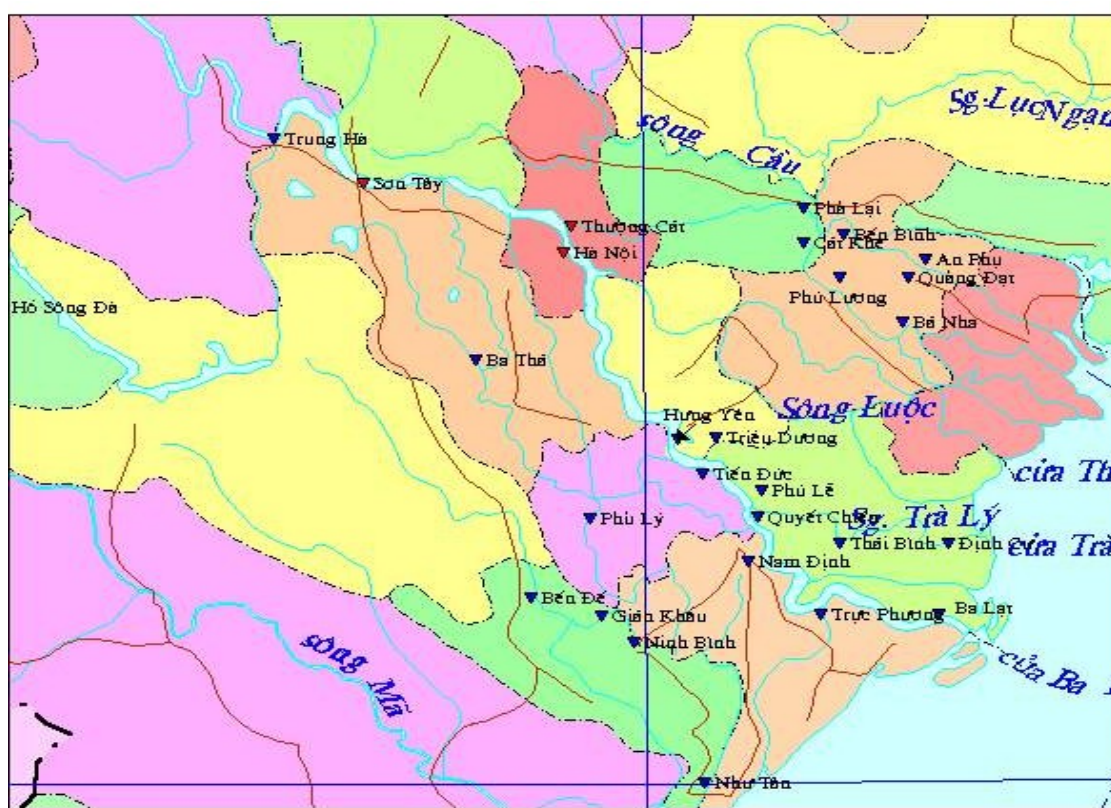 Sg. Lục Ngạn
sông Cầu
Trung Hà
Sơn Tây
Phả Lại
Thượng Cát
Bến Bình
Cát Khê
Hà Nội
An Phụ
Quảng Đạt
Phú Lương
Hồ Sông Đà
Bá Nha
Ba Thá
Sông Luộc
Hưng Yên
Triều Dương
Tiến Đức
cửa Th
Phú Lễ
Phủ Lý
Quyết Chiến
Sg. Trà Lý
Thái Bình
Định
cửa Trà
Nam Định
Bến Đế
Gián Khẩu
Trực Phương
Ba Lạt
Ninh Bình
sông Mã
cửa Ba
Như Tân